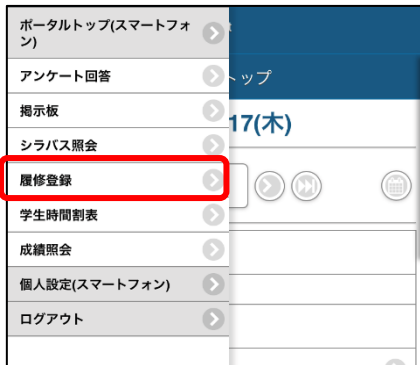 ポータルトップ(スマートフォ
ン)
アンケート回答
トップ
掲示板
17(木)
シラバス照会
履修登録
学生時間割表
成績照会
個人設定(スマートフォン)
ログアウト